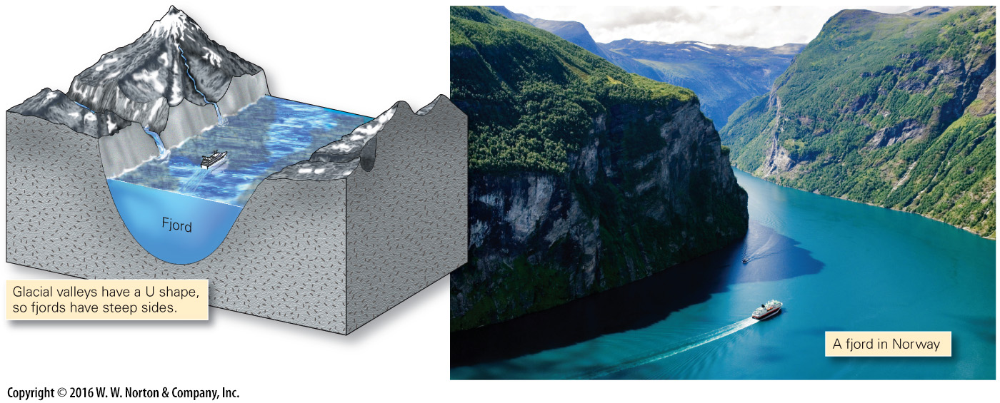 Fjord
Glacial valleys have a U shape,
so fjords have steep sides.
A fjord in Norway
Copyright © 2016 W. W. Norton & Company, Inc.